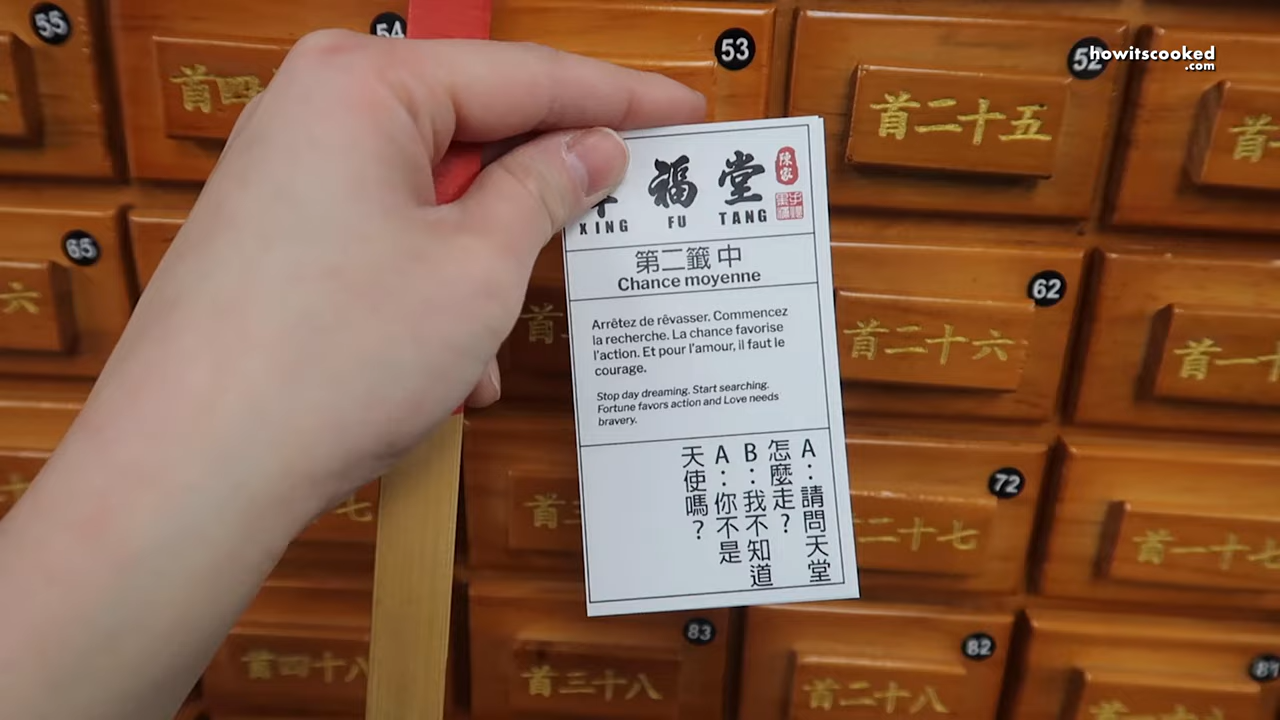 howitscooked
.com
55
54
53
52
首四
首二十五
福堂
陳家
XING FU TANG
第二籤 中
Chance moyenne
Arrêtez de rêvasser. Commencez
la recherche. La chance favorise
l'action. Et pour l'amour, il faut le
courage.
Stop day dreaming. Start searching.
Fortune favors action and Love needs
bravery.
A：請問天堂
怎麼走？
B：我不知道
A：你不是
天使嗎？
65
62
六
首二十六
首一十
72
七
二十七
首一十七
83
82
首四十八
首三十八
首二十八